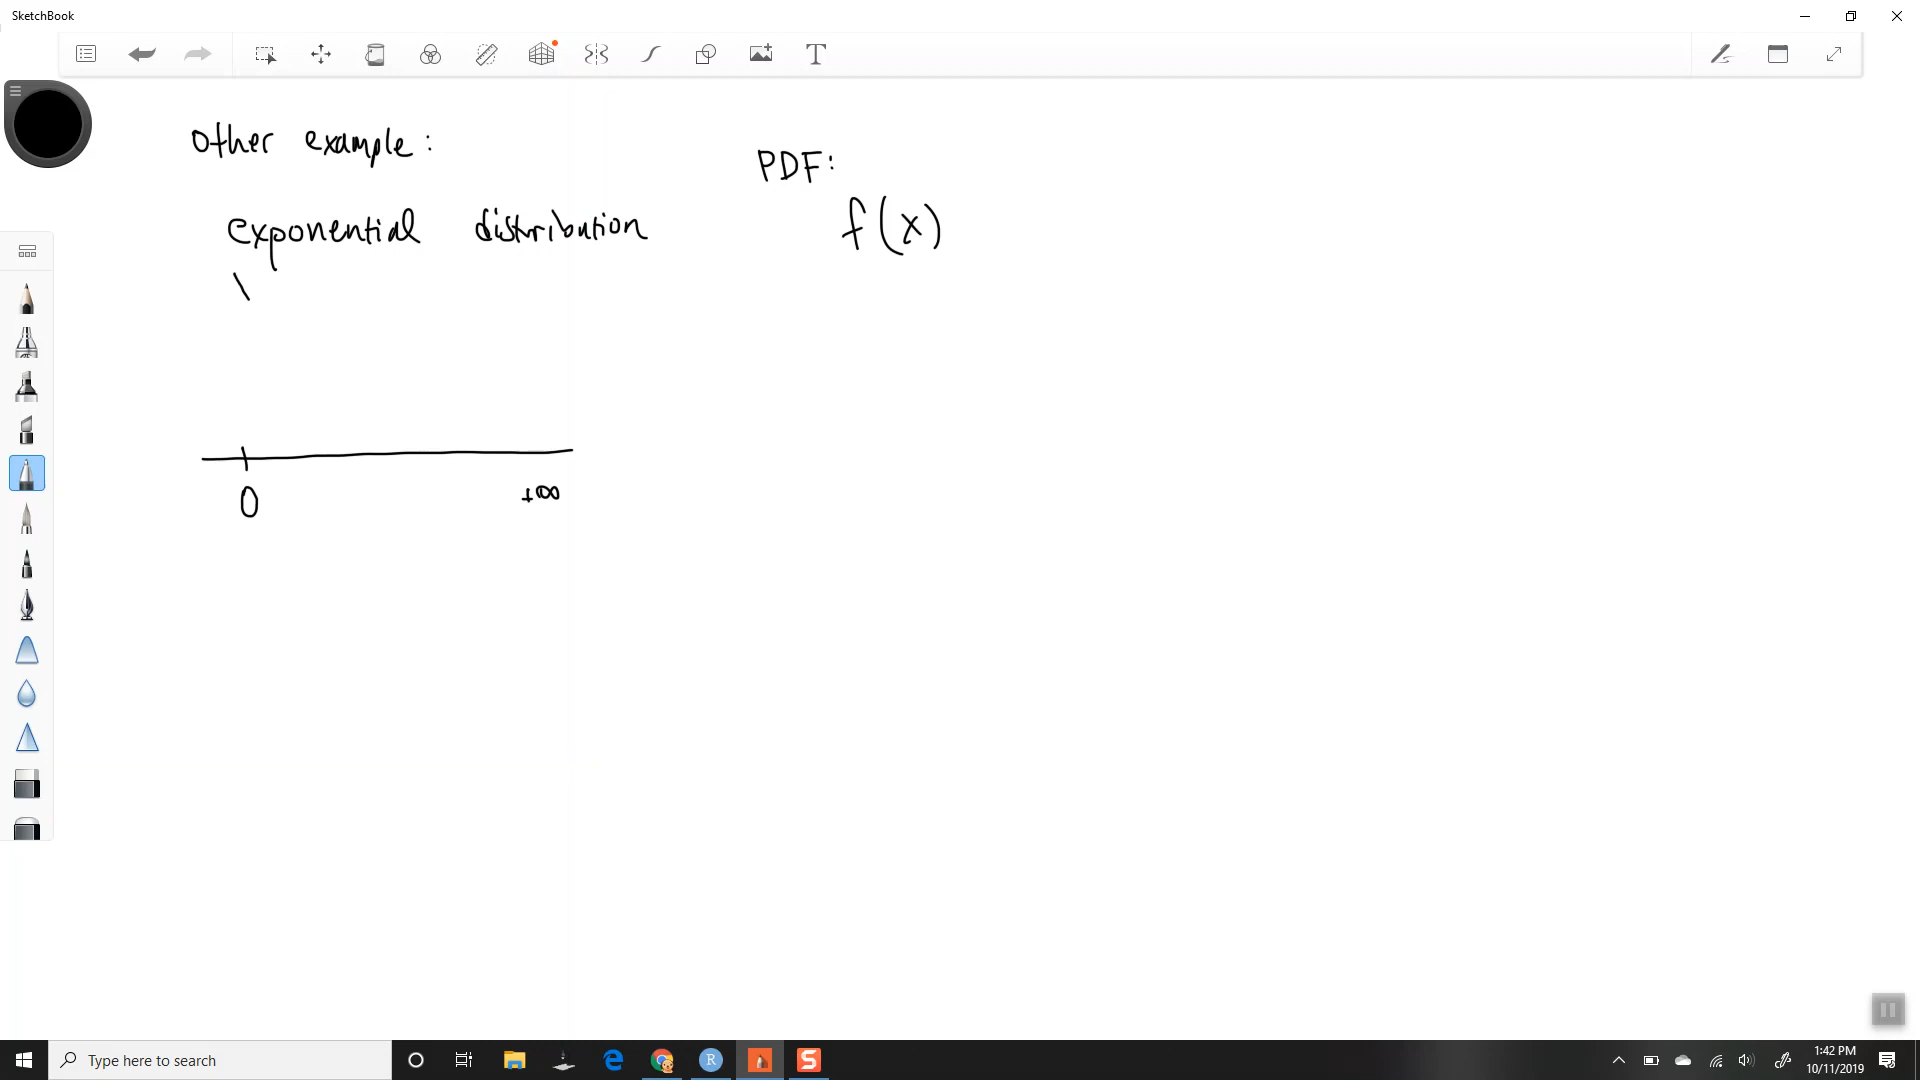 SketchBook
T
other example:
exponential distribution
PDF:
f(x)
0 +∞
Type here to search
1:42 PM
10/11/2019